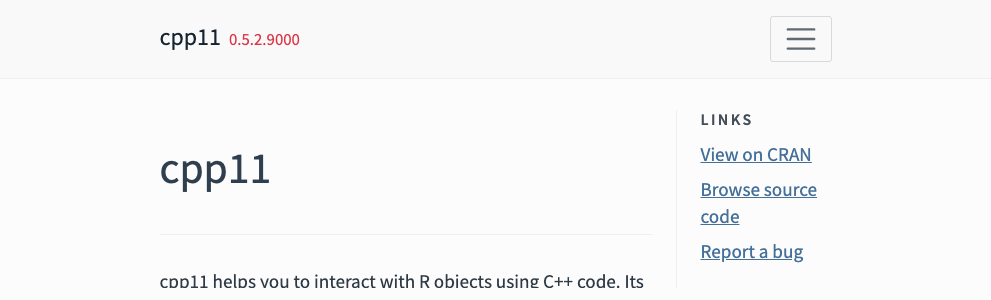 cpp11 0.5.2.9000
cpp11
cpp11 helps you to interact with R objects using C++ code. Its
LINKS
View on CRAN
Browse source
code
Report a bug